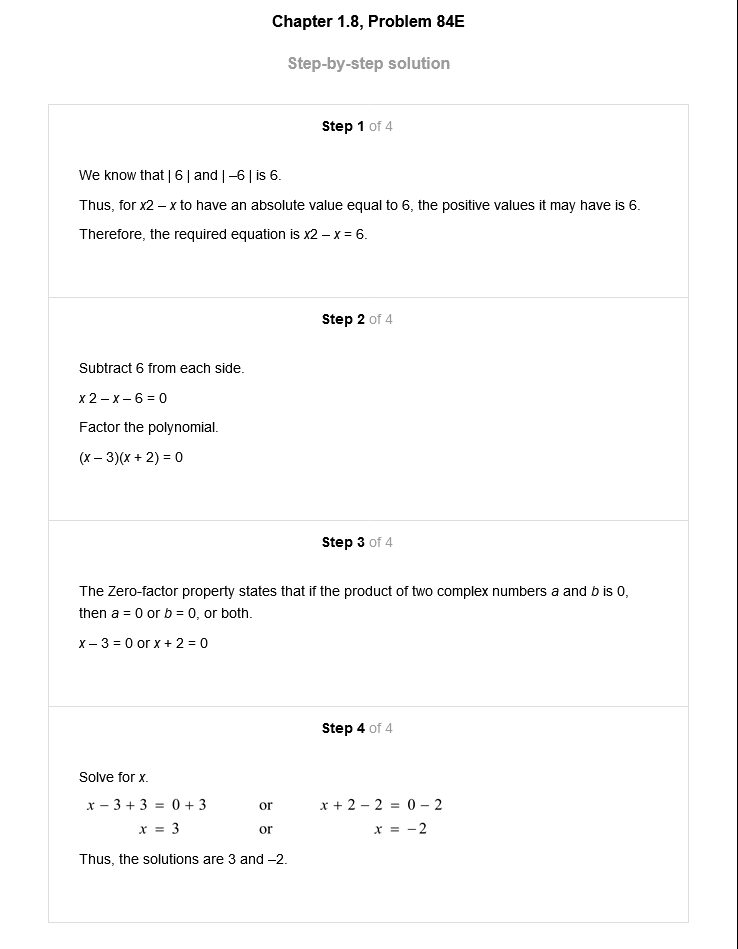 Chapter 1.8, Problem 84E
Step-by-step solution
Step 1 of 4
We know that | 6 | and | –6 | is 6.
Thus, for x2 – x to have an absolute value equal to 6, the positive values it may have is 6.
Therefore, the required equation is x2 – x = 6.
Step 2 of 4
Subtract 6 from each side.
x 2 – x – 6 = 0
Factor the polynomial.
(x – 3)(x + 2) = 0
Step 3 of 4
The Zero-factor property states that if the product of two complex numbers a and b is 0,
then a = 0 or b = 0, or both.
x – 3 = 0 or x + 2 = 0
Step 4 of 4
Solve for x.
x − 3 + 3 = 0 + 3 or x + 2 − 2 = 0 − 2
x = 3 or x = −2
Thus, the solutions are 3 and –2.